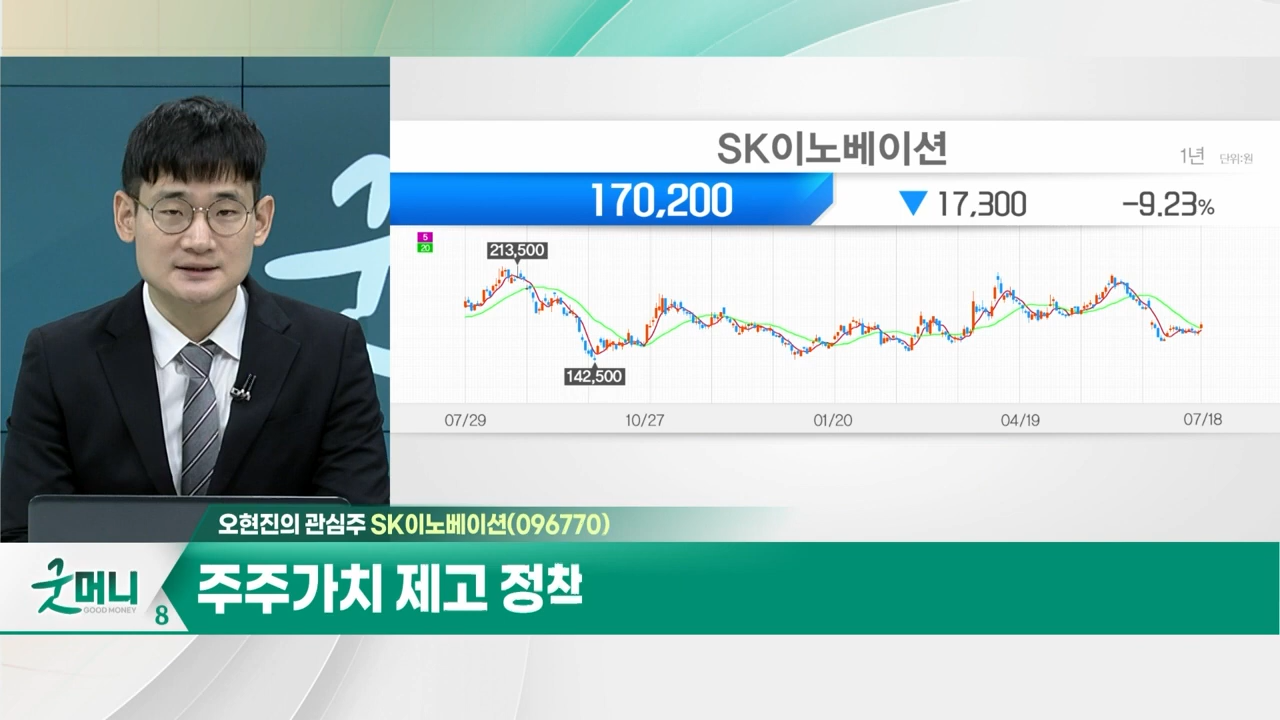 SK이노베이션
1년 단위:원
170,200 ▼ 17,300 -9.23%
5
20
213,500
142,500
07/29 10/27 01/20 04/19 07/18
오현진의 관심주 SK이노베이션(096770)
주주가치 제고 정찬
굿머니
GOOD MONEY
8